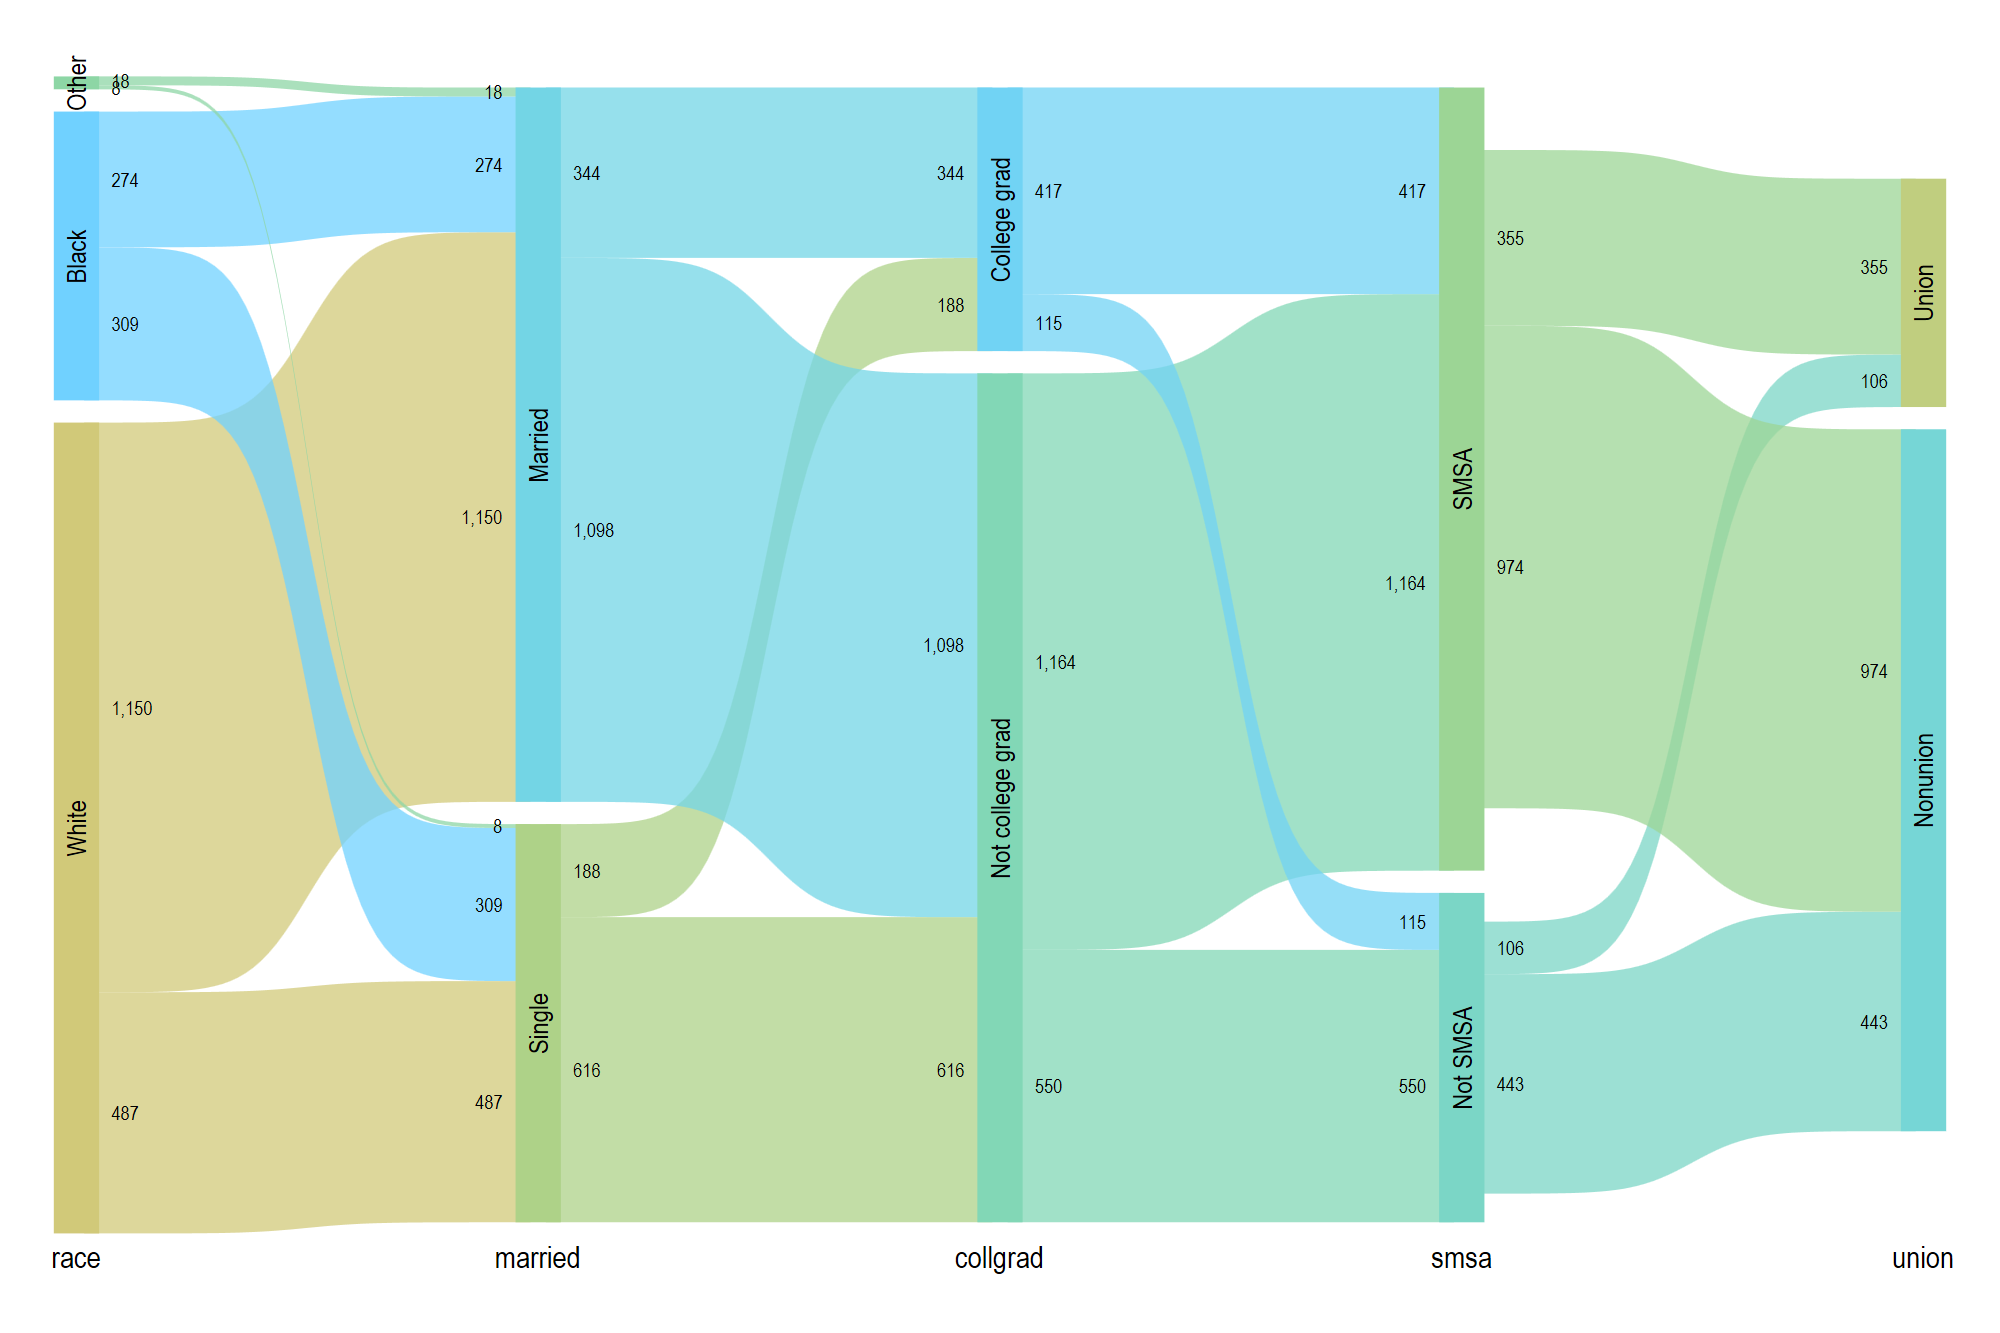 Other
18
8
Black
274
309
White
1,150
487
18
274
1,150
8
309
487
Married
344
1,098
Single
188
616
344
188
1,098
616
College grad
417
115
Not college grad
1,164
550
417
1,164
115
550
SMSA
355
974
Not SMSA
106
443
355
106
974
443
Union
Nonunion
race
married
collgrad
smsa
union